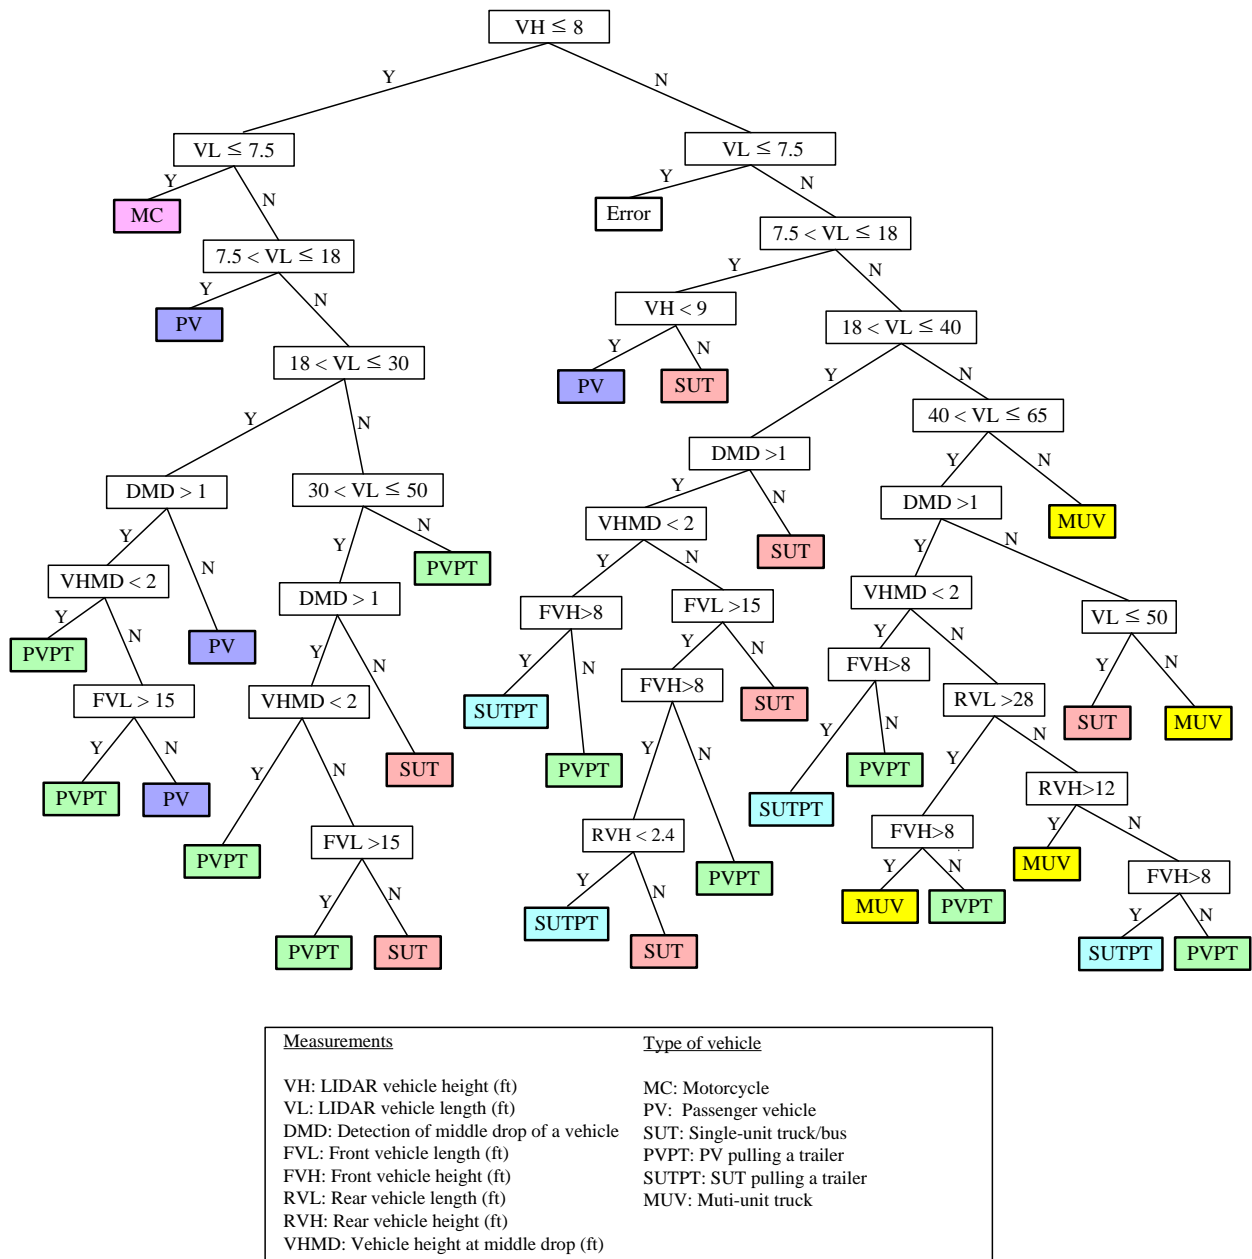 VH ≤ 8
Y
N
VL ≤ 7.5
VL ≤ 7.5
Y
N
Y
N
MC
Error
7.5 < VL ≤ 18
7.5 < VL ≤ 18
Y
N
Y
N
PV
VH < 9
18 < VL ≤ 40
18 < VL ≤ 30
Y
N
Y
N
PV
SUT
40 < VL ≤ 65
Y
N
DMD >1
Y
N
DMD > 1
30 < VL ≤ 50
Y
N
DMD >1
MUV
VHMD < 2
SUT
Y
N
Y
N
PVPT
Y
N
Y
N
VHMD < 2
DMD > 1
FVH>8
FVL >15
VHMD < 2
VL ≤ 50
Y
N
PVPT
PV
Y
N
Y
N
Y
N
Y
N
Y
N
FVH>8
FVL > 15
VHMD < 2
SUTPT
FVH>8
SUT
RVL >28
SUT
MUV
Y
N
Y
N
SUT
PVPT
Y
N
Y
N
PVPT
Y
N
PVPT
PV
SUTPT
RVH>12
FVL >15
RVH < 2.4
FVH>8
Y
N
PVPT
PVPT
MUV
FVH>8
Y
N
Y
N
Y
N
MUV
PVPT
Y
N
SUTPT
PVPT
SUT
SUT
SUTPT
PVPT
Measurements
Type of vehicle
VH: LIDAR vehicle height (ft)
MC: Motorcycle
VL: LIDAR vehicle length (ft)
PV: Passenger vehicle
DMD: Detection of middle drop of a vehicle
SUT: Single-unit truck/bus
FVL: Front vehicle length (ft)
PVPT: PV pulling a trailer
FVH: Front vehicle height (ft)
SUTPT: SUT pulling a trailer
RVL: Rear vehicle length (ft)
MUV: Muti-unit truck
RVH: Rear vehicle height (ft)
VHMD: Vehicle height at middle drop (ft)